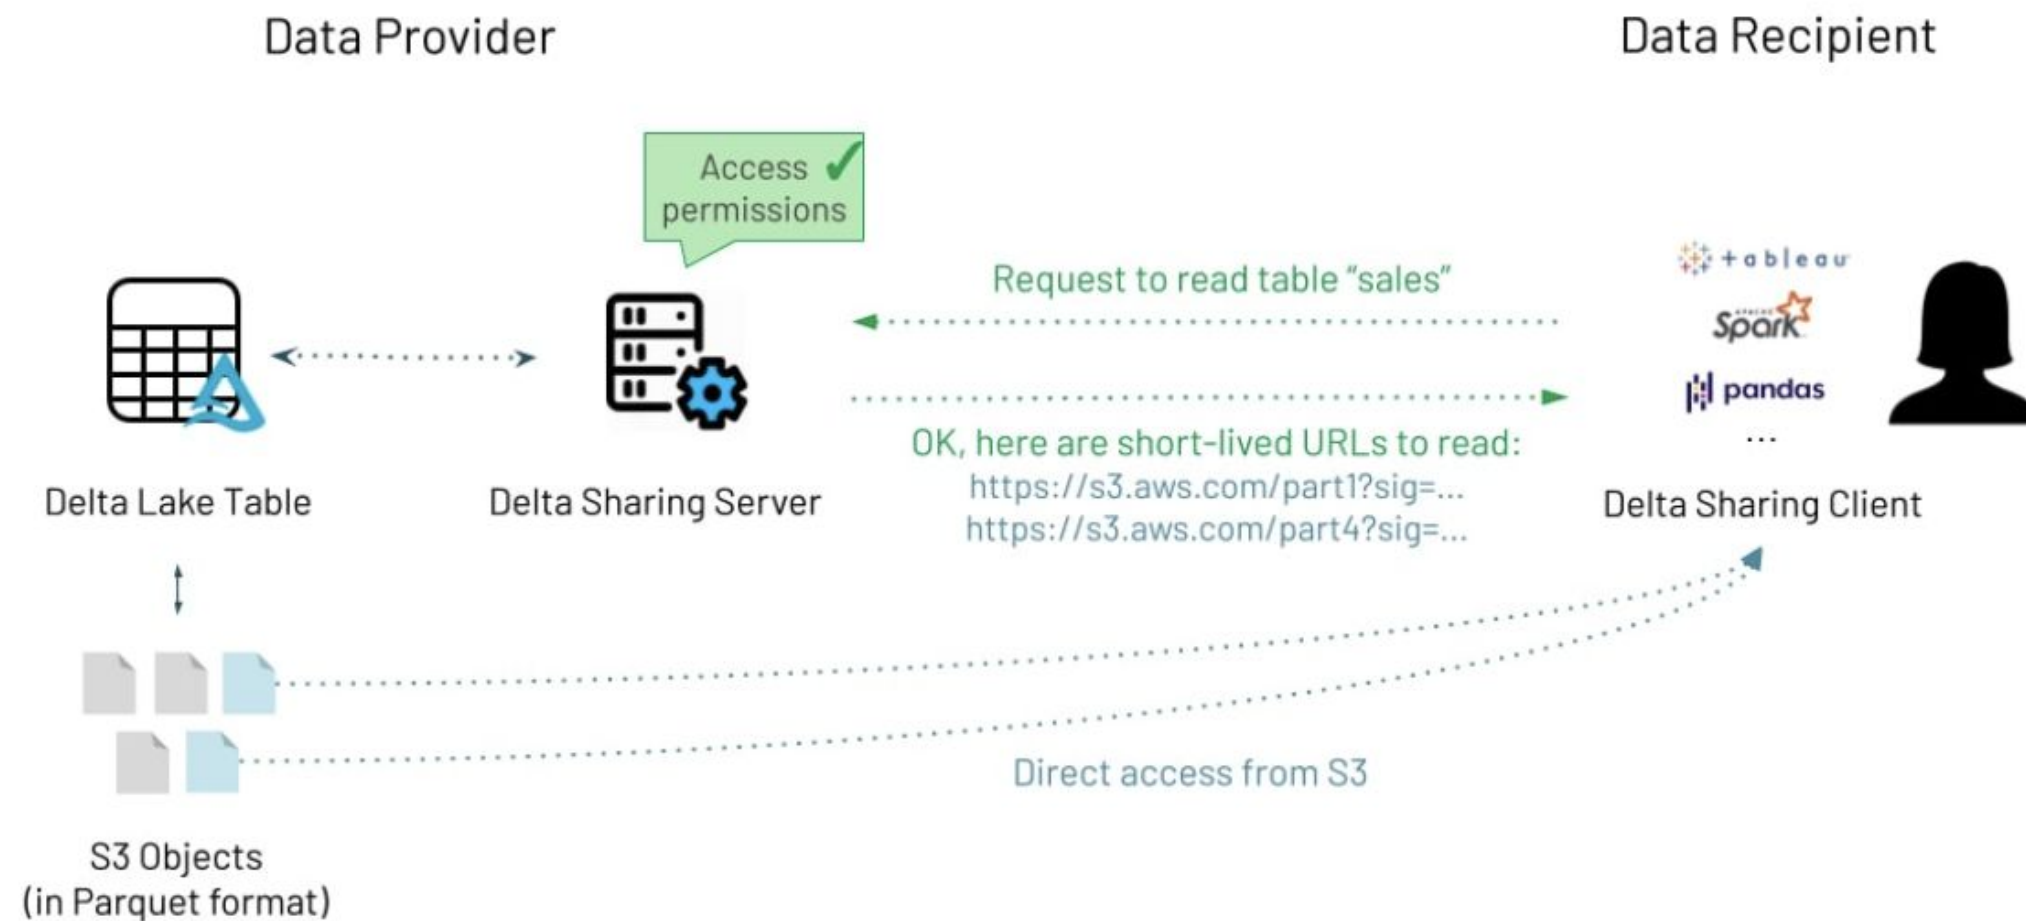 Data Provider
Data Recipient
Access ✓
permissions
Request to read table “sales”
+ableau
APACHE
Spark
pandas
...
OK, here are short-lived URLs to read:
https://s3.aws.com/part1?sig=...
https://s3.aws.com/part4?sig=...
Delta Lake Table
Delta Sharing Server
Delta Sharing Client
Direct access from S3
S3 Objects
(in Parquet format)